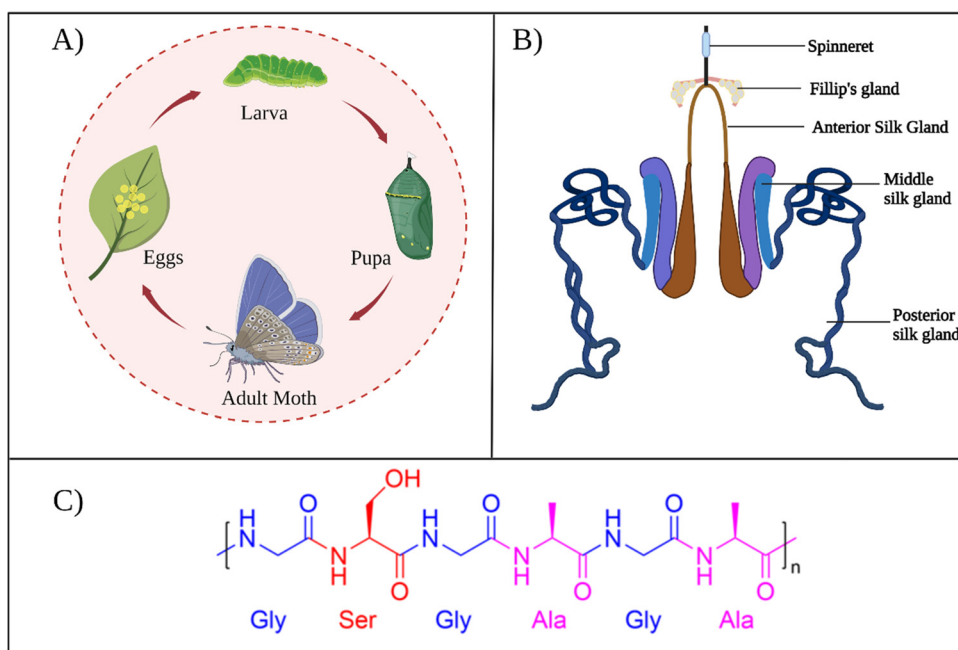 A)
Larva
Eggs
Pupa
Adult Moth
B)
Spinneret
Fillip's gland
Anterior Silk Gland
Middle
silk gland
Posterior
silk gland
C)
OH
H
N
O
H
N
O
H
N
O
N
H
O
N
H
O
N
H
O
n
Gly Ser Gly Ala Gly Ala